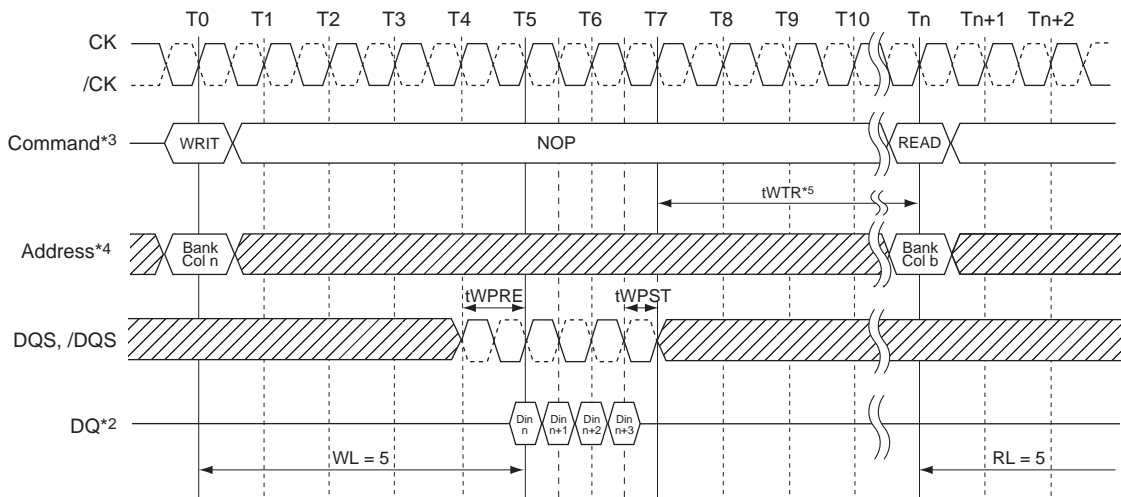 T0 T1 T2 T3 T4 T5 T6 T7 T8 T9 T10 Tn Tn+1 Tn+2
CK
/CK
Command*3 WRIT NOP READ
tWTR*5
Address*4 Bank Col n Bank Col b
tWPRE tWPST
DQS, /DQS
DQ*2 Din n Din n+1 Din n+2 Din n+3
WL = 5 RL = 5